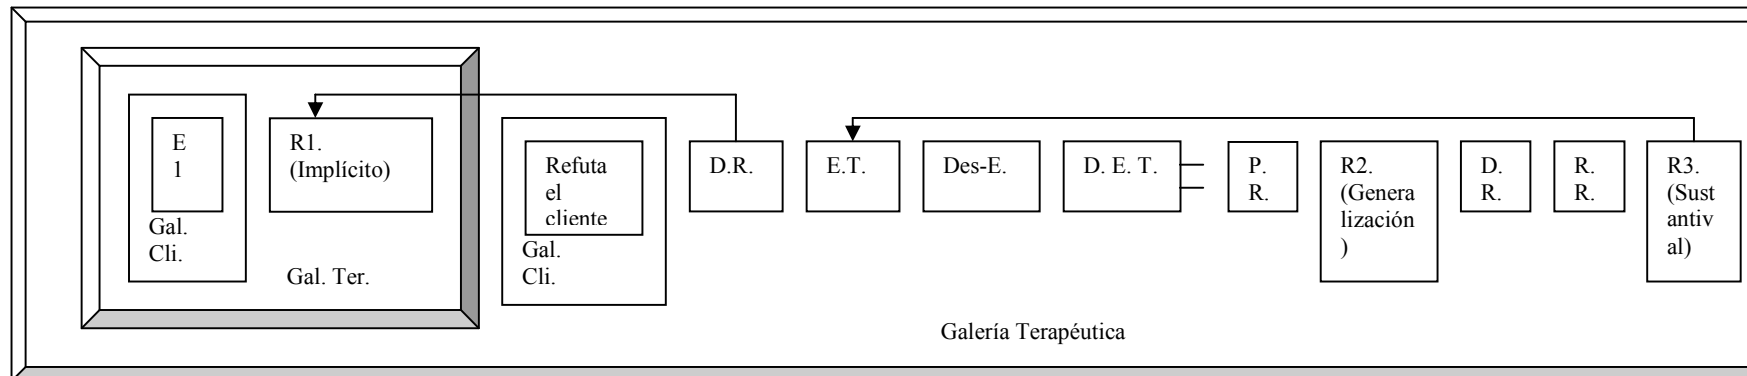 E
1
Gal.
Cli.
R1.
(Implícito)
Gal. Ter.
Refuta
el
cliente
Gal.
Cli.
D.R.
E.T.
Des-E.
D. E. T.
P.
R.
R2.
(Genera
lización
)
D.
R.
R.
R.
R3.
(Sust
antiv
al)
Galería Terapéutica